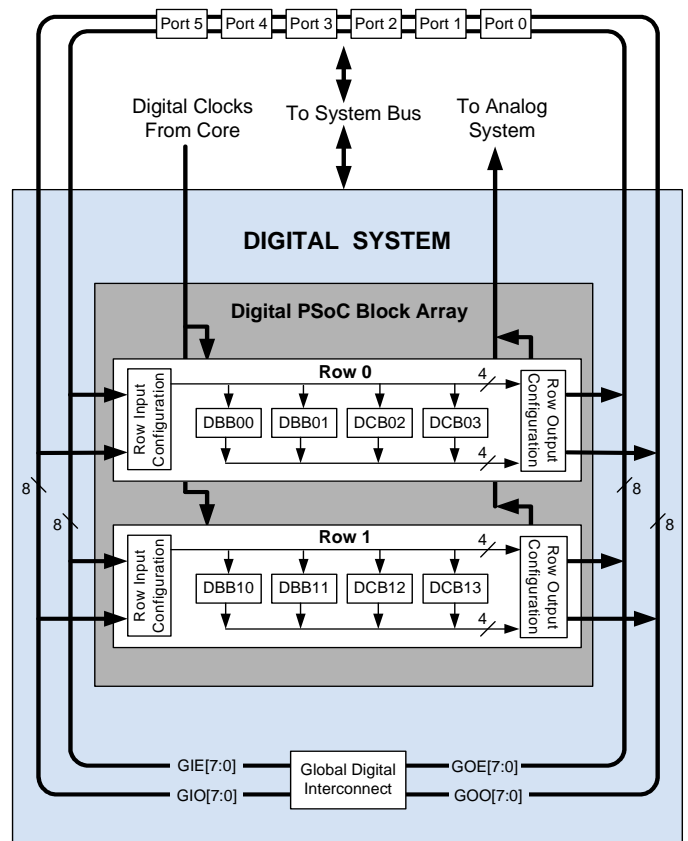 Port 5 Port 4 Port 3 Port 2 Port 1 Port 0
Digital Clocks
From Core
To System Bus
To Analog
System
DIGITAL SYSTEM
Digital PSoC Block Array
Row Input
Configuration
Row 0
4
DBB00 DBB01 DCB02 DCB03
4
Row Output
Configuration
8
8
8
8
Row Input
Configuration
Row 1
4
DBB10 DBB11 DCB12 DCB13
4
Row Output
Configuration
GIE[7:0]
GIO[7:0]
Global Digital
Interconnect
GOE[7:0]
GOO[7:0]